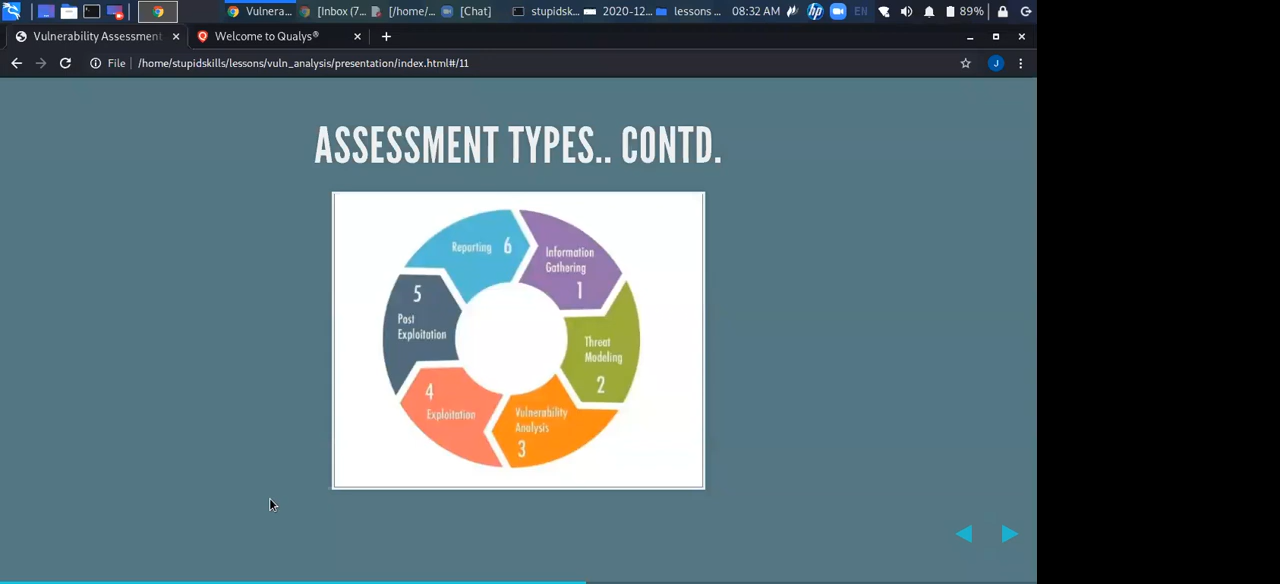 Vulnera... [Inbox (7... [/home/... [Chat] stupidsk... 2020-12... lessons ... 08:32 AM hp EN 89%
Vulnerability Assessment × Welcome to Qualys® × +
File /home/stupidskills/lessons/vuln_analysis/presentation/index.html#/11 J
ASSESSMENT TYPES.. CONTD.
Reporting 6
Information
Gathering
1
5
Post
Exploitation
Threat
Modeling
2
4
Exploitation
Vulnerability
Analysis
3